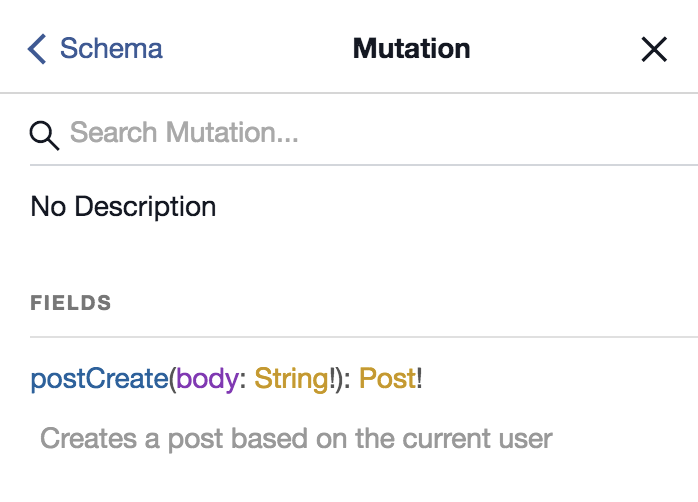 Schema
Mutation
Search Mutation...
No Description
FIELDS
postCreate(body: String!): Post!
Creates a post based on the current user